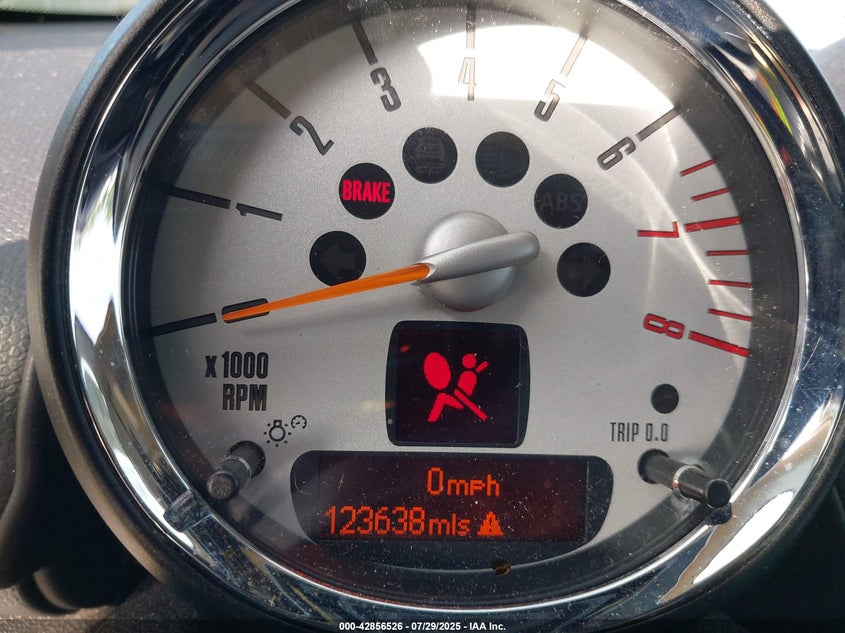 4
3
5
2
6
BRAKE
ABS
1
7
0
8
x 1000
RPM
TRIP 0.0
0mph
123638mls
000-42856526 - 07/29/2025 - IAA Inc.